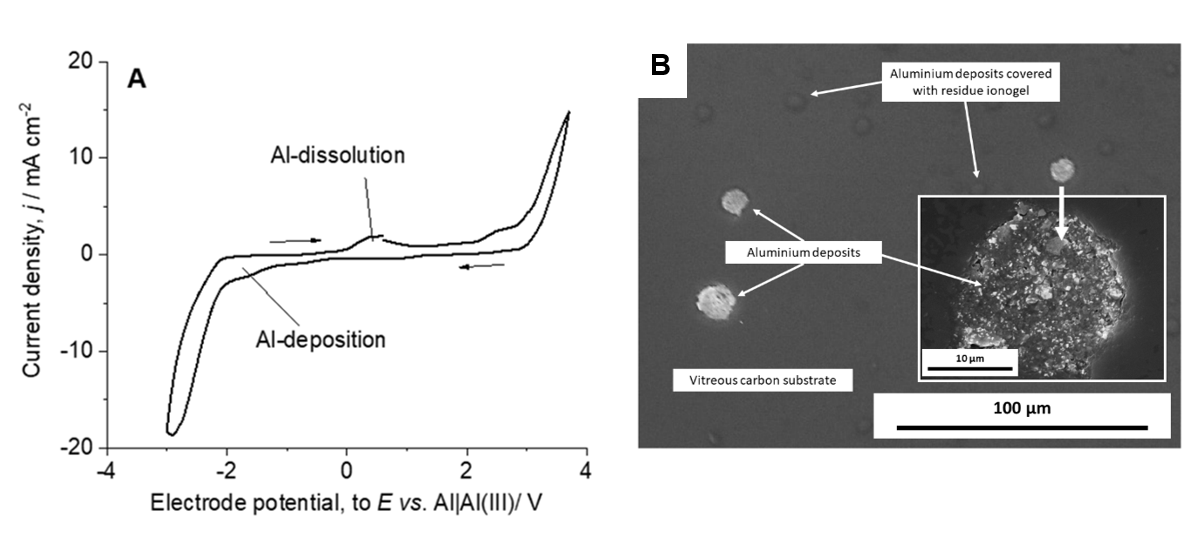 A
20
10
0
-10
-20
-4
-2
0
2
4
Current density, j / mA cm-2
Electrode potential, to E vs. Al|Al(III)/ V
Al-dissolution
Al-deposition
B
Aluminium deposits covered
with residue ionogel
Aluminium deposits
Vitreous carbon substrate
10 µm
100 µm